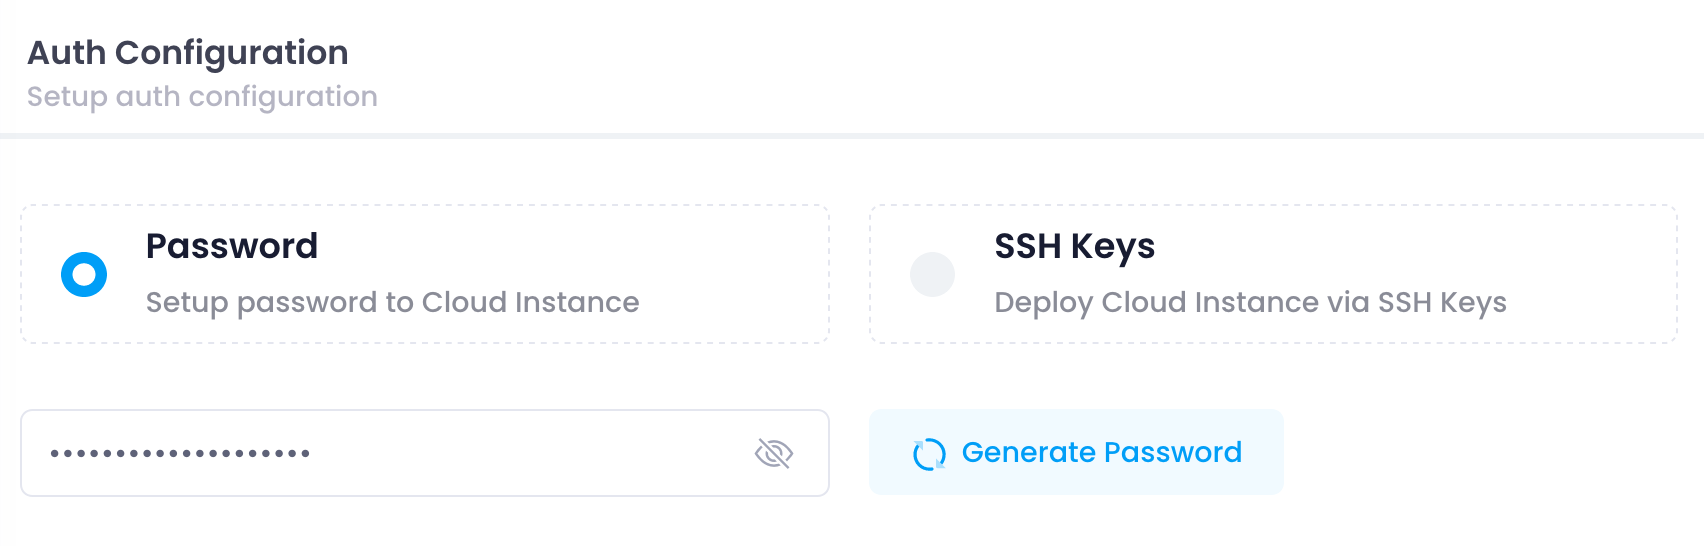 Auth Configuration
Setup auth configuration
Password
Setup password to Cloud Instance
SSH Keys
Deploy Cloud Instance via SSH Keys
••••••••••••••••••••
Generate Password